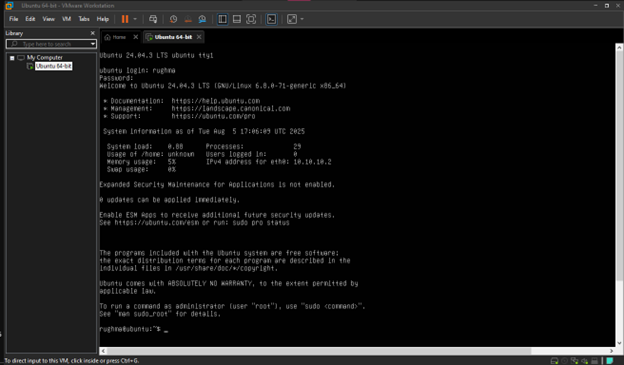 Ubuntu 64-bit - VMware Workstation
File Edit View VM Tabs Help
Library
Type here to search
My Computer
Ubuntu 64-bit
Home
Ubuntu 64-bit
Ubuntu 24.04.3 LTS ubuntu tty1
ubuntu login: rughma
Password:
Welcome to Ubuntu 24.04.3 LTS (GNU/Linux 6.8.0-71-generic x86_64)
* Documentation: https://help.ubuntu.com
* Management: https://landscape.canonical.com
* Support: https://ubuntu.com/pro
System information as of Tue Aug 5 17:06:09 UTC 2025
System load: 0.88 Processes: 29
Usage of /home: unknown Users logged in: 0
Memory usage: 5% IPv4 address for eth0: 10.10.10.2
Swap usage: 0%
Expanded Security Maintenance for Applications is not enabled.
0 updates can be applied immediately.
Enable ESM Apps to receive additional future security updates.
See https://ubuntu.com/esm or run: sudo pro status
The programs included with the Ubuntu system are free software;
the exact distribution terms for each program are described in the
individual files in /usr/share/doc/*/copyright.
Ubuntu comes with ABSOLUTELY NO WARRANTY, to the extent permitted by
applicable law.
To run a command as administrator (user "root"), use "sudo <command>".
See "man sudo_root" for details.
rughma@ubuntu:~$ _
To direct input to this VM, click inside or press Ctrl+G.